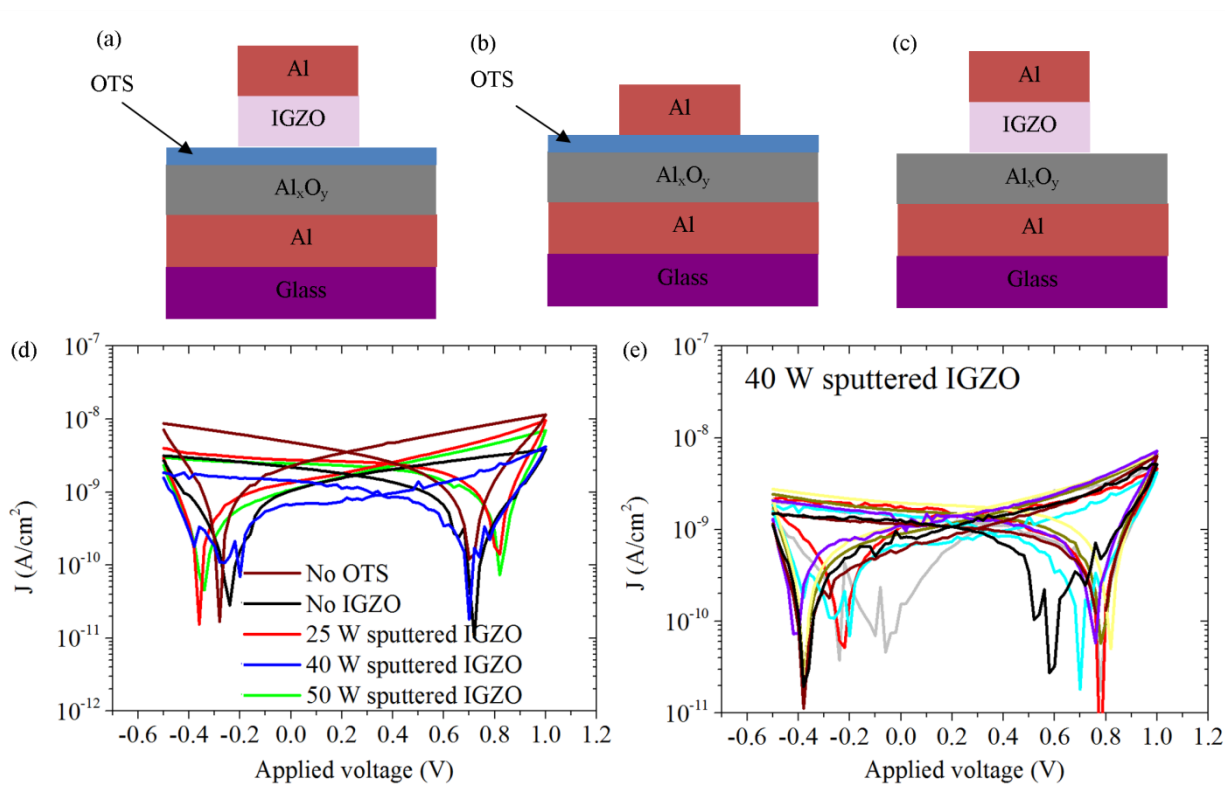 (a)
OTS
Al
IGZO
AlₓOᵧ
Al
Glass
(b)
OTS
Al
AlₓOᵧ
Al
Glass
(c)
Al
IGZO
AlₓOᵧ
Al
Glass
(d)
J (A/cm²)
10⁻⁷
10⁻⁸
10⁻⁹
10⁻¹⁰
10⁻¹¹
10⁻¹²
No OTS
No IGZO
25 W sputtered IGZO
40 W sputtered IGZO
50 W sputtered IGZO
-0.6 -0.4 -0.2 0.0 0.2 0.4 0.6 0.8 1.0 1.2
Applied voltage (V)
(e)
J (A/cm²)
10⁻⁷
10⁻⁸
10⁻⁹
10⁻¹⁰
10⁻¹¹
40 W sputtered IGZO
-0.6 -0.4 -0.2 0.0 0.2 0.4 0.6 0.8 1.0 1.2
Applied voltage (V)